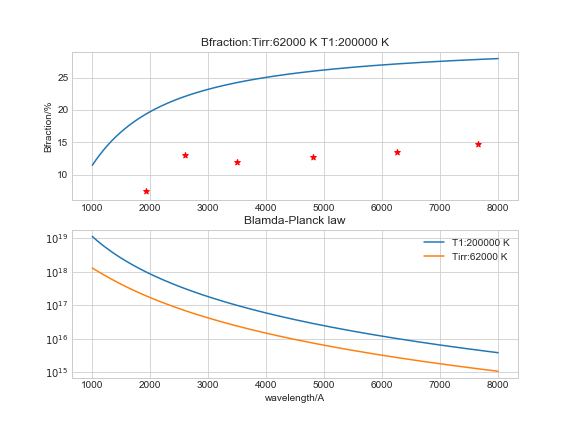 Bfraction:Tirr:62000 K T1:200000 K
Bfraction/%
25
20
15
10
1000 2000 3000 4000 5000 6000 7000 8000
Blamda-Planck law
10^19
10^18
10^17
10^16
10^15
T1:200000 K
Tirr:62000 K
1000 2000 3000 4000 5000 6000 7000 8000
wavelength/A